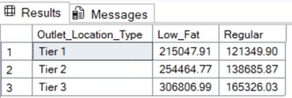 Results Messages
Outlet_Location_Type Low_Fat Regular
1 Tier 1 215047.91 121349.90
2 Tier 2 254464.77 138685.87
3 Tier 3 306806.99 165326.03